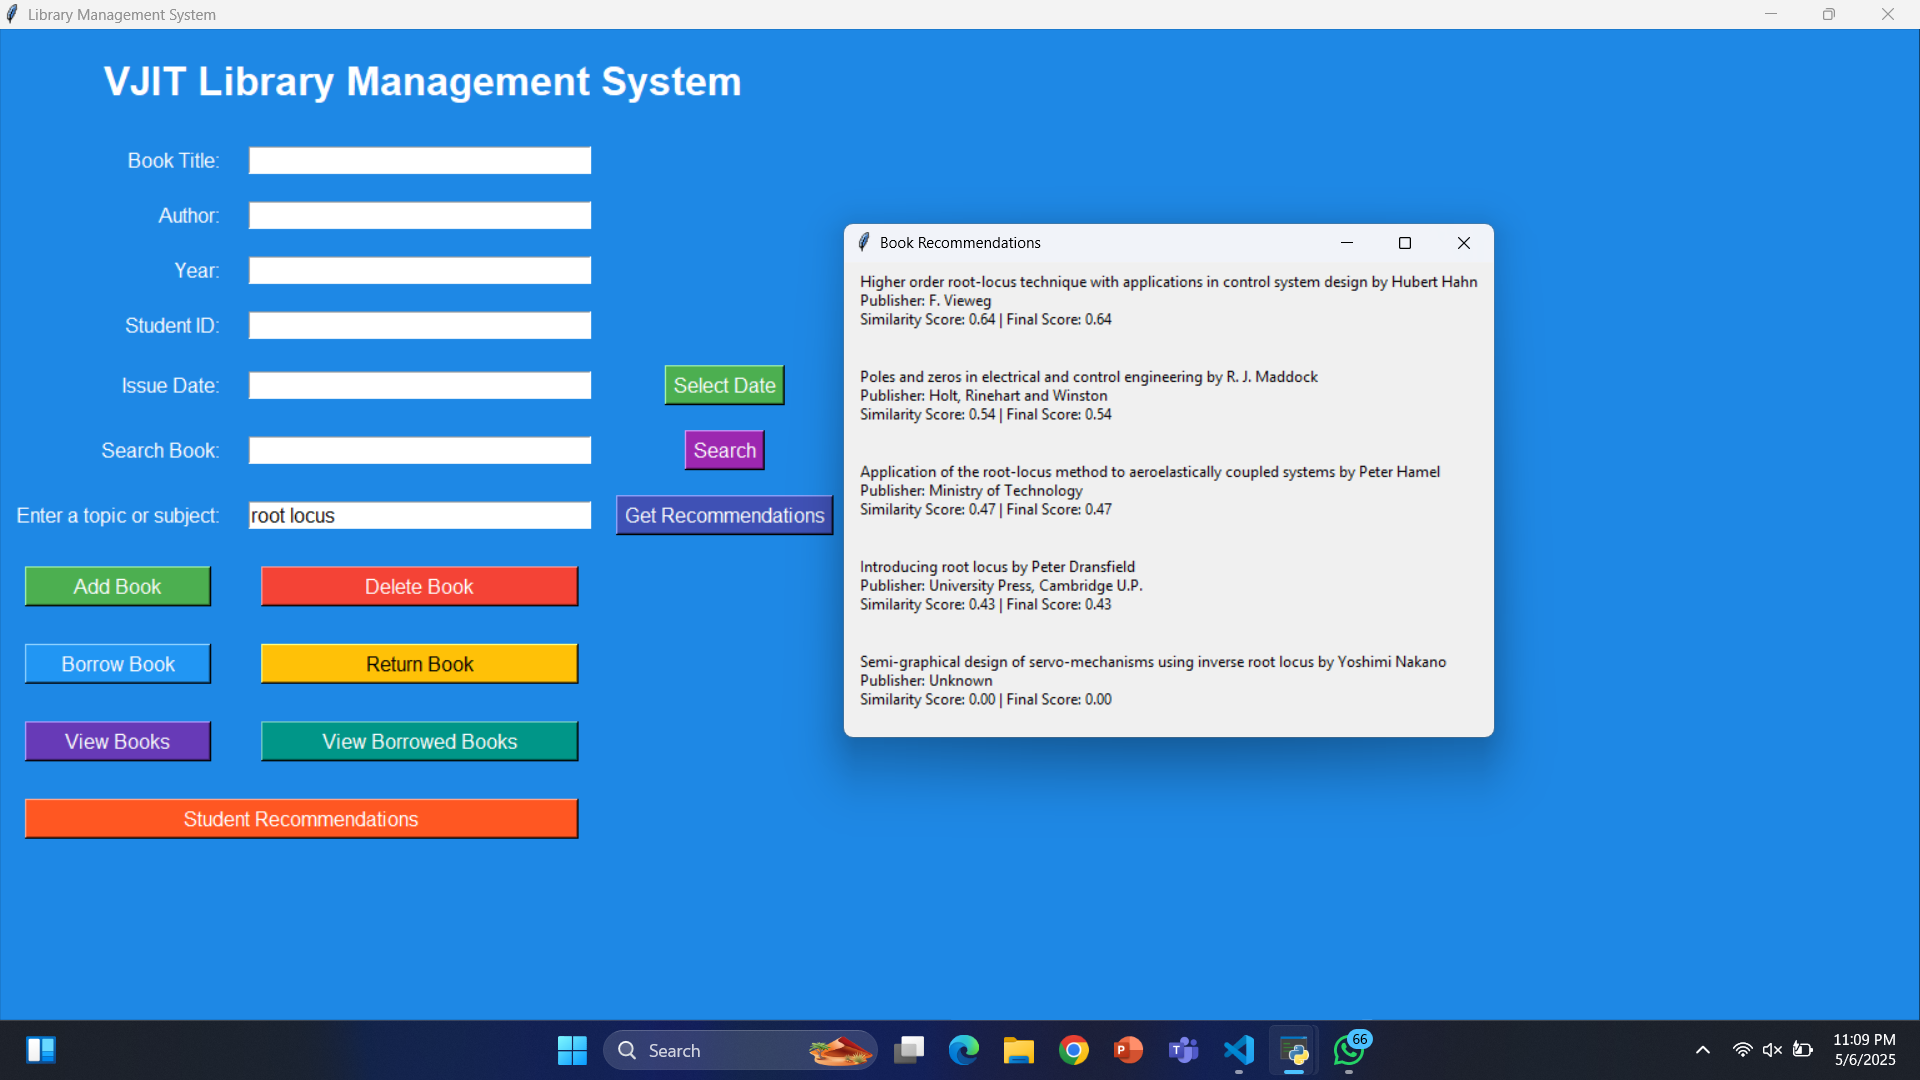 Library Management System
VJIT Library Management System
Book Title:
Author:
Year:
Student ID:
Issue Date:
Select Date
Search Book:
Search
Enter a topic or subject:
root locus
Get Recommendations
Add Book
Delete Book
Borrow Book
Return Book
View Books
View Borrowed Books
Student Recommendations
Book Recommendations
Higher order root-locus technique with applications in control system design by Hubert Hahn
Publisher: F. Vieweg
Similarity Score: 0.64 | Final Score: 0.64
Poles and zeros in electrical and control engineering by R. J. Maddock
Publisher: Holt, Rinehart and Winston
Similarity Score: 0.54 | Final Score: 0.54
Application of the root-locus method to aeroelastically coupled systems by Peter Hamel
Publisher: Ministry of Technology
Similarity Score: 0.47 | Final Score: 0.47
Introducing root locus by Peter Dransfield
Publisher: University Press, Cambridge U.P.
Similarity Score: 0.43 | Final Score: 0.43
Semi-graphical design of servo-mechanisms using inverse root locus by Yoshimi Nakano
Publisher: Unknown
Similarity Score: 0.00 | Final Score: 0.00
Search
P
T
66
11:09 PM
5/6/2025